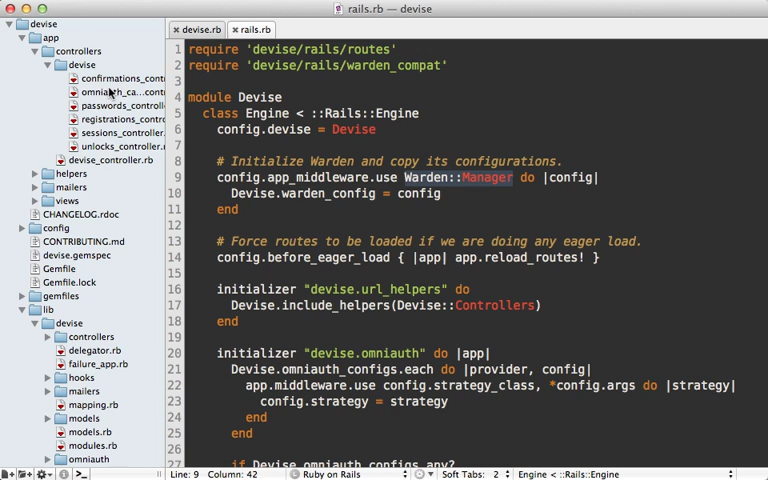 rails.rb — devise
devise
app
controllers
devise
confirmations_cont
omniauth_ca...contr
passwords_controlle
registrations_contr
sessions_controller.
unlocks_controller.r
devise_controller.rb
helpers
mailers
views
CHANGELOG.rdoc
config
CONTRIBUTING.md
devise.gemspec
Gemfile
Gemfile.lock
gemfiles
lib
devise
controllers
delegator.rb
failure_app.rb
hooks
mailers
mapping.rb
models
models.rb
modules.rb
omniauth
devise.rb
rails.rb
1 require 'devise/rails/routes'
2 require 'devise/rails/warden_compat'
3
4 module Devise
5 class Engine < ::Rails::Engine
6 config.devise = Devise
7
8 # Initialize Warden and copy its configurations.
9 config.app_middleware.use Warden::Manager do |config|
10 Devise.warden_config = config
11 end
12
13 # Force routes to be loaded if we are doing any eager load.
14 config.before_eager_load { |app| app.reload_routes! }
15
16 initializer "devise.url_helpers" do
17 Devise.include_helpers(Devise::Controllers)
18 end
19
20 initializer "devise.omniauth" do |app|
21 Devise.omniauth_configs.each do |provider, config|
22 app.middleware.use config.strategy_class, *config.args do |strategy|
23 config.strategy = strategy
24 end
25 end
26
27 if Devise.omniauth_configs.any?
Line: 9 Column: 42
Ruby on Rails
Soft Tabs: 2
Engine < ::Rails::Engine